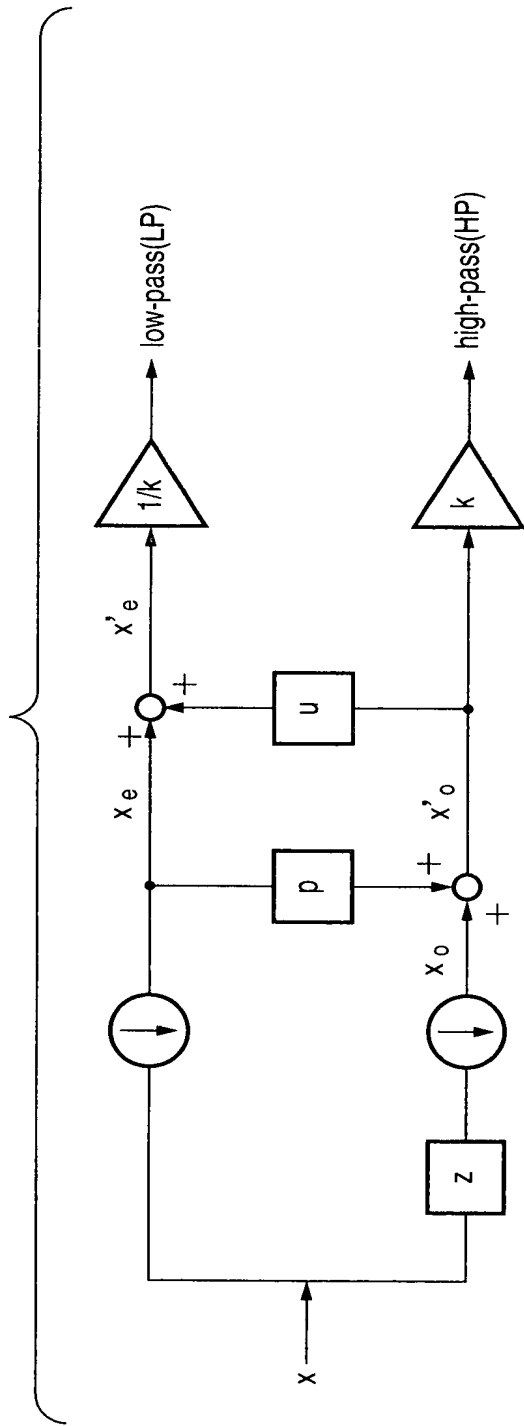 x
z
x e
x o
p
x' o
u
x' e
1/k
k
low-pass(LP)
high-pass(HP)
+
+
+
+